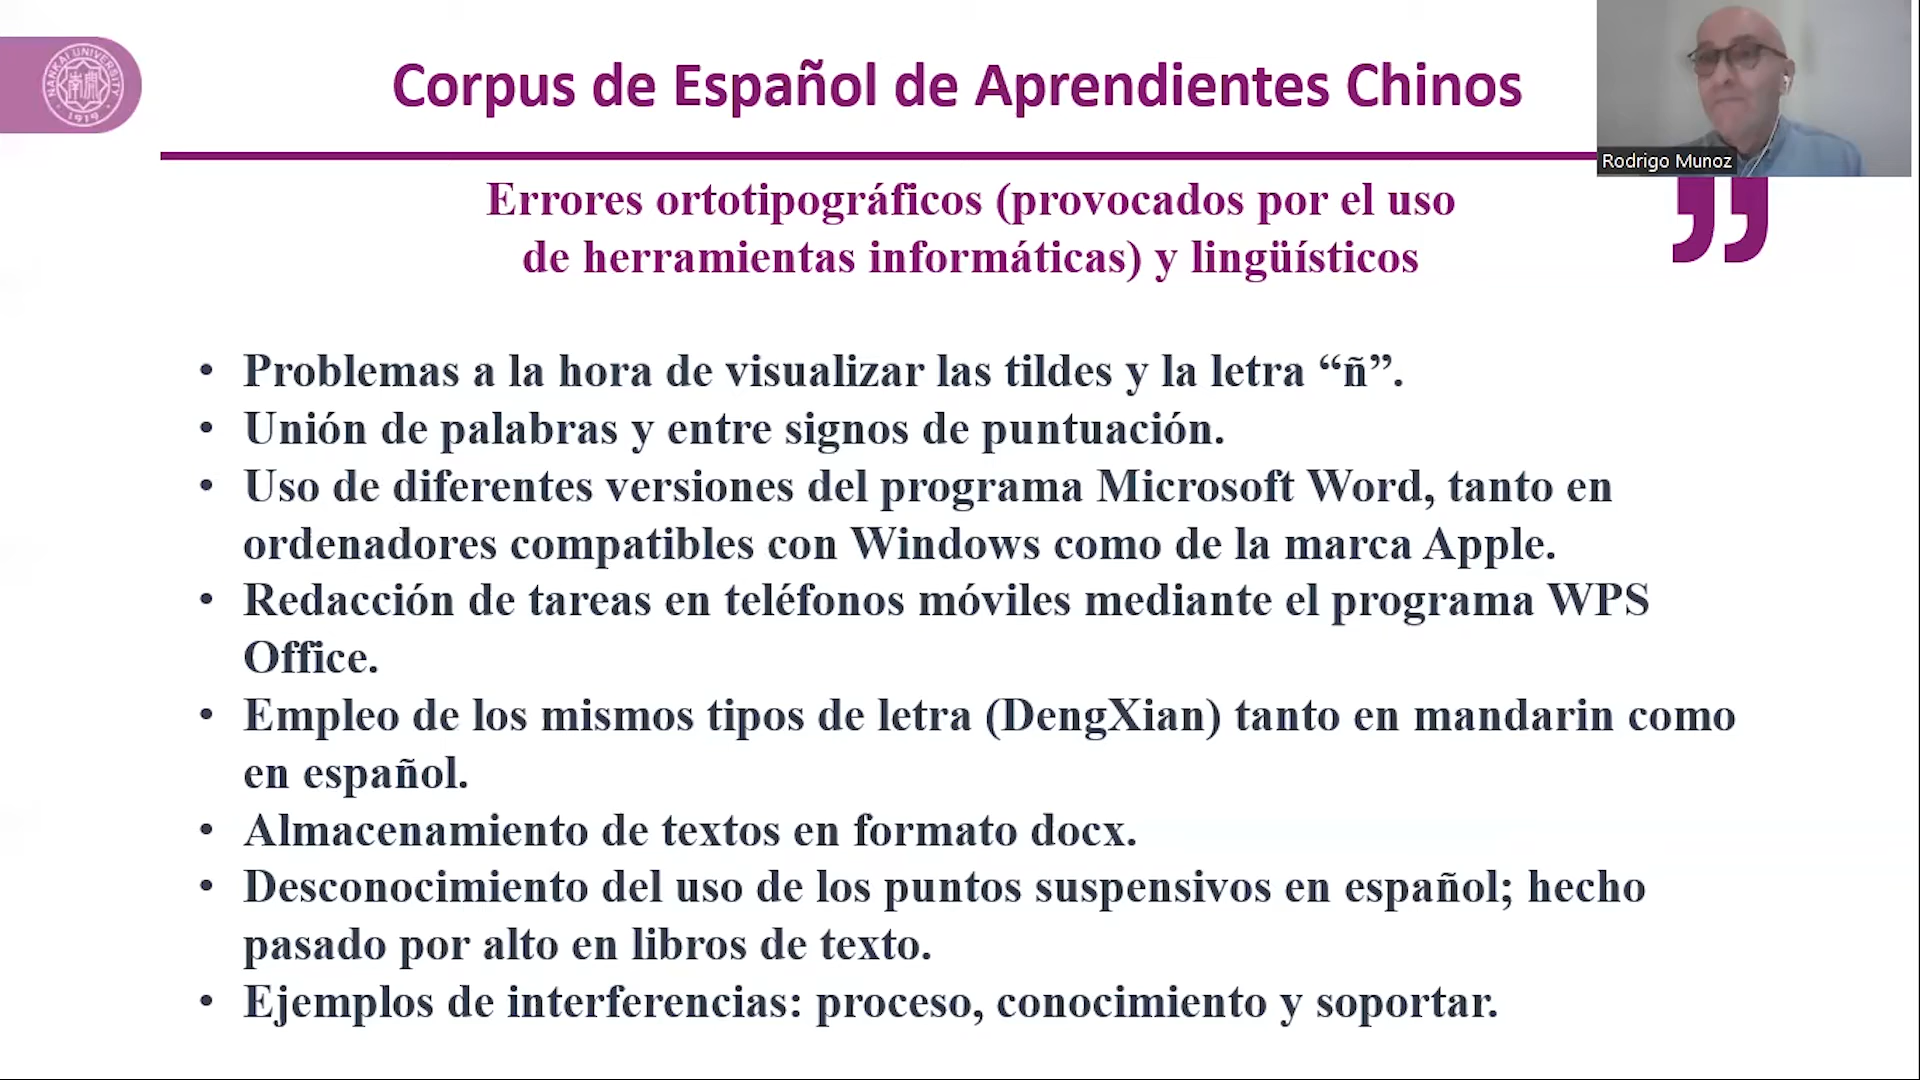 NANKAI UNIVERSITY
1919
Corpus de Español de Aprendientes Chinos
Rodrigo Munoz
Errores ortotipográficos (provocados por el uso
de herramientas informáticas) y lingüísticos
”
• Problemas a la hora de visualizar las tildes y la letra “ñ”.
• Unión de palabras y entre signos de puntuación.
• Uso de diferentes versiones del programa Microsoft Word, tanto en
ordenadores compatibles con Windows como de la marca Apple.
• Redacción de tareas en teléfonos móviles mediante el programa WPS
Office.
• Empleo de los mismos tipos de letra (DengXian) tanto en mandarin como
en español.
• Almacenamiento de textos en formato docx.
• Desconocimiento del uso de los puntos suspensivos en español; hecho
pasado por alto en libros de texto.
• Ejemplos de interferencias: proceso, conocimiento y soportar.